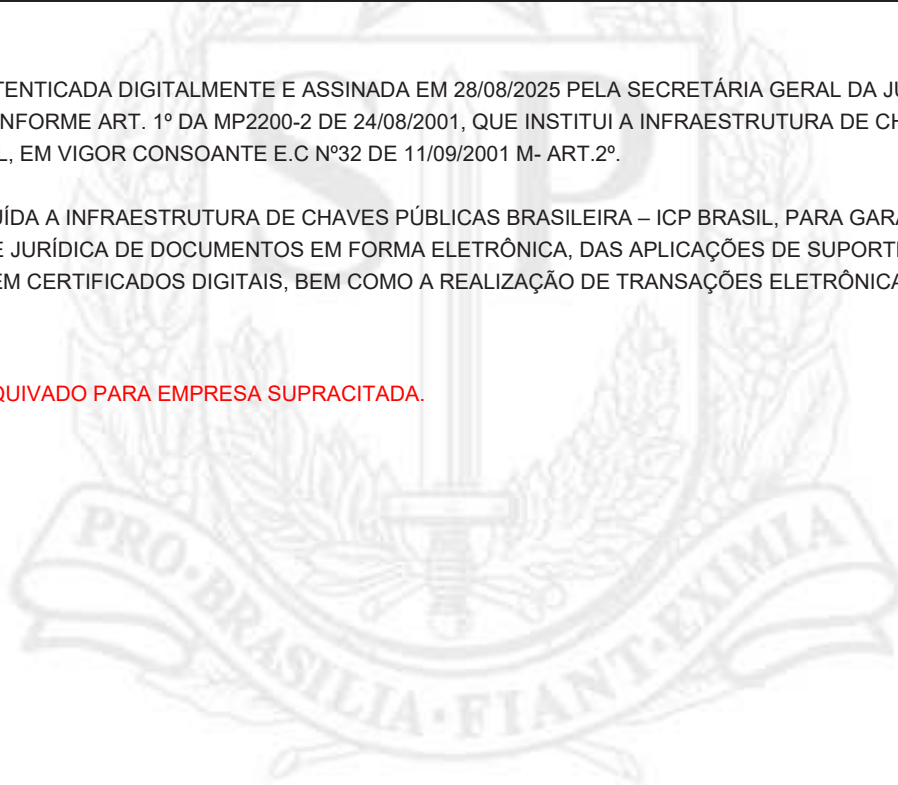 TENTICADA DIGITALMENTE E ASSINADA EM 28/08/2025 PELA SECRETÁRIA GERAL DA JU
NFORME ART. 1º DA MP2200-2 DE 24/08/2001, QUE INSTITUI A INFRAESTRUTURA DE CH
L, EM VIGOR CONSOANTE E.C Nº32 DE 11/09/2001 M- ART.2º.
UÍDA A INFRAESTRUTURA DE CHAVES PÚBLICAS BRASILEIRA – ICP BRASIL, PARA GARA
E JURÍDICA DE DOCUMENTOS EM FORMA ELETRÔNICA, DAS APLICAÇÕES DE SUPORTE
EM CERTIFICADOS DIGITAIS, BEM COMO A REALIZAÇÃO DE TRANSAÇÕES ELETRÔNICA
QUIVADO PARA EMPRESA SUPRACITADA.
SP
PRO·BRASILIA·FIANT·EXIMIA